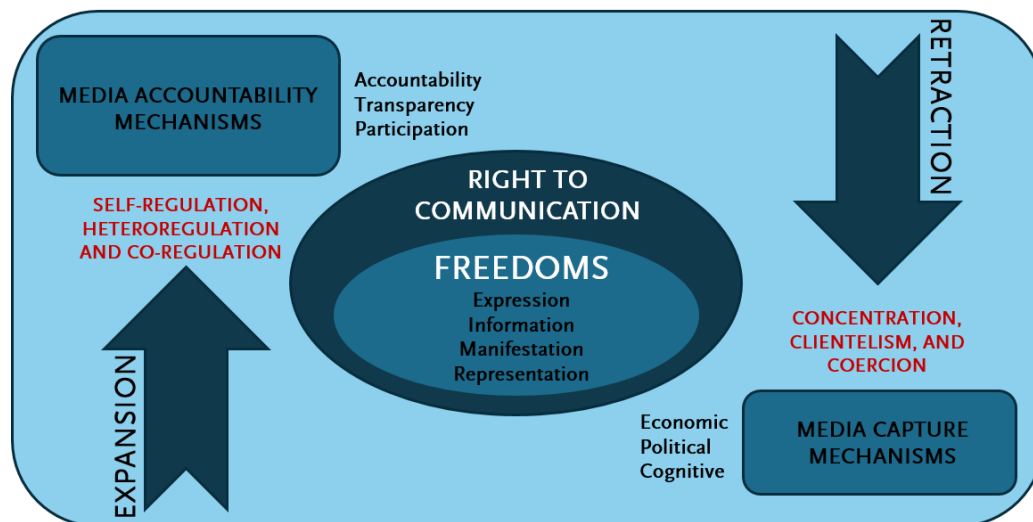 MEDIA ACCOUNTABILITY
MECHANISMS
Accountability
Transparency
Participation
SELF-REGULATION,
HETEROREGULATION
AND CO-REGULATION
EXPANSION
RIGHT TO
COMMUNICATION
FREEDOMS
Expression
Information
Manifestation
Representation
RETRACTION
CONCENTRATION,
CLIENTELISM, AND
COERCION
Economic
Political
Cognitive
MEDIA CAPTURE
MECHANISMS